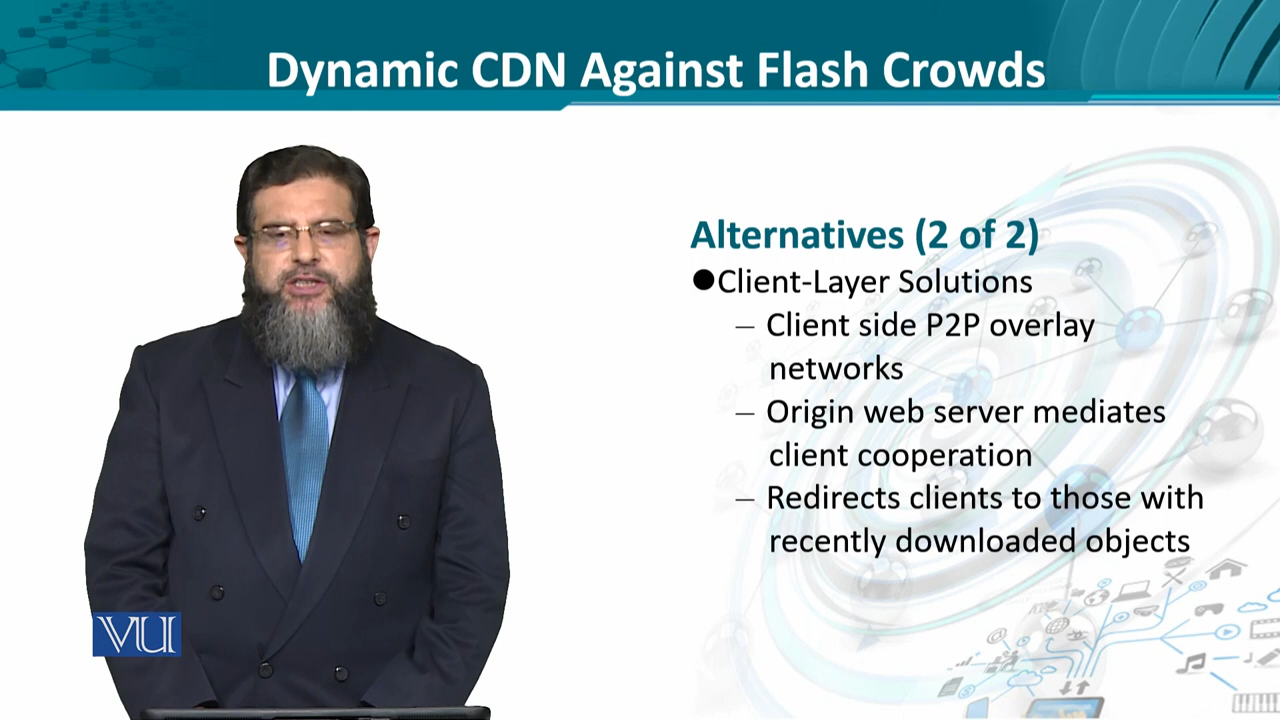 Dynamic CDN Against Flash Crowds
Alternatives (2 of 2)
●Client-Layer Solutions
– Client side P2P overlay
networks
– Origin web server mediates
client cooperation
– Redirects clients to those with
recently downloaded objects
VU